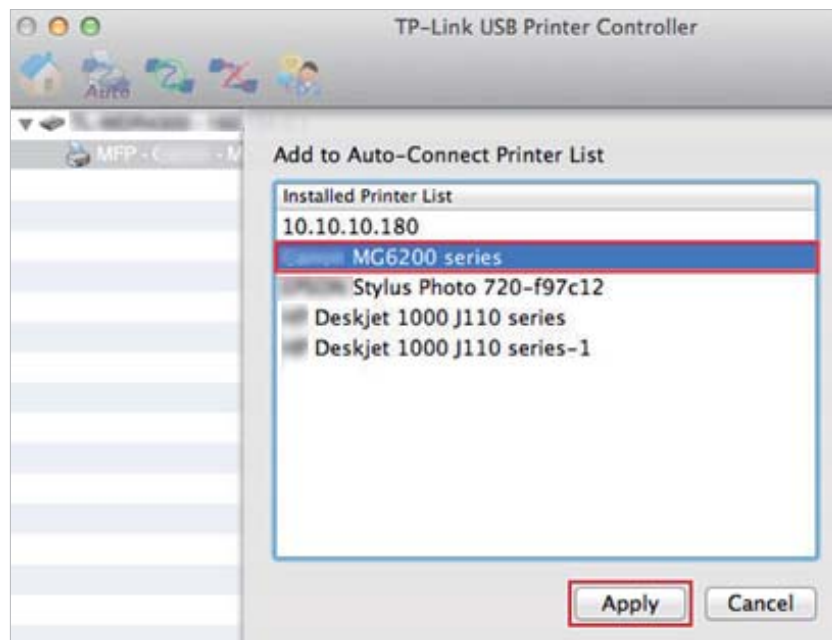 TP-Link USB Printer Controller
Auto
MFP -
Add to Auto-Connect Printer List
Installed Printer List
10.10.10.180
MG6200 series
Stylus Photo 720-f97c12
Deskjet 1000 J110 series
Deskjet 1000 J110 series-1
Apply
Cancel